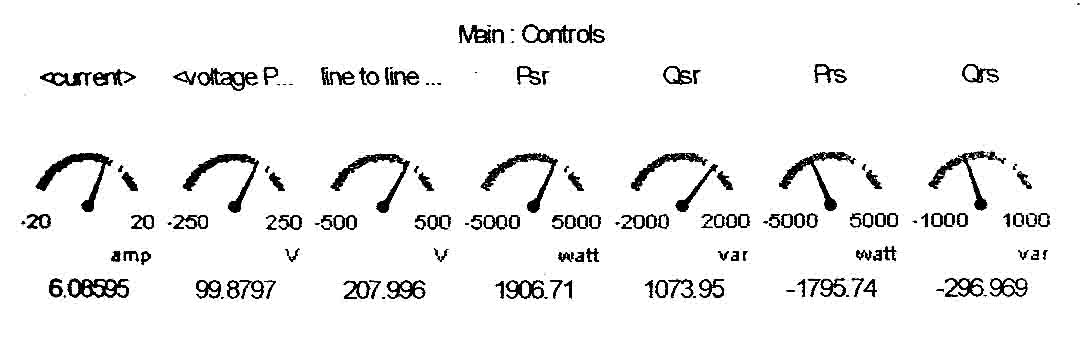 Main : Controls
<current> <voltage P... line to line ... Psr Qsr Prs Qrs
-20 20 -250 250 -500 500 -5000 5000 -2000 2000 -5000 5000 -1000 1000
amp V V watt var watt var
6.08595 99.8797 207.996 1906.71 1073.95 -1795.74 -296.969